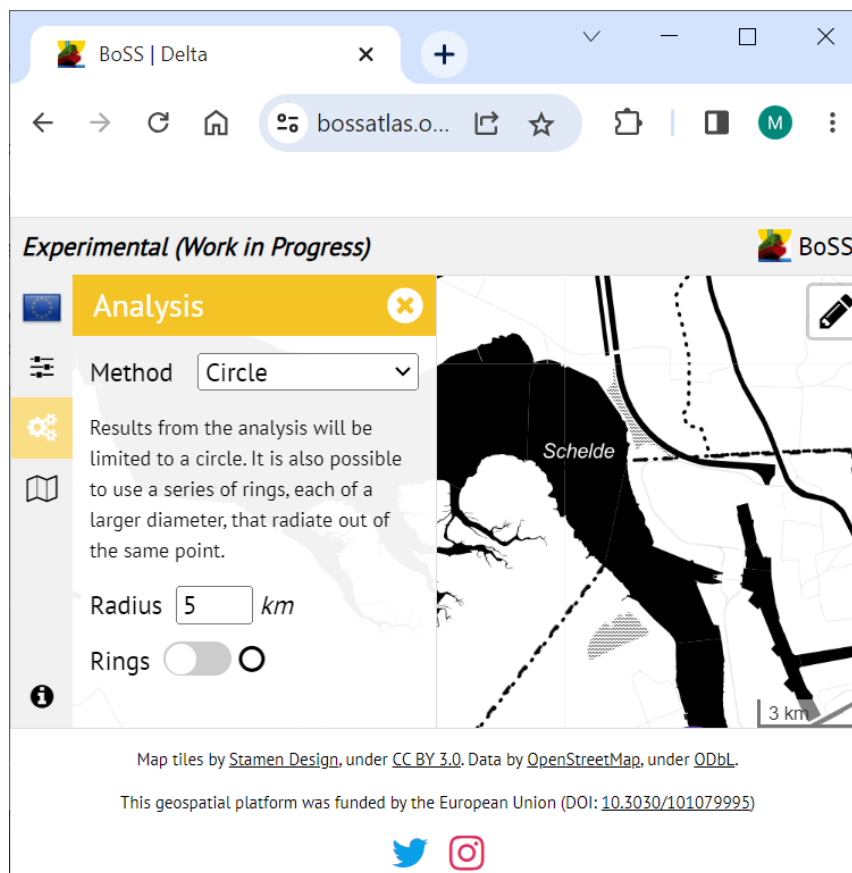 BoSS | Delta
bossatlas.o...
M
Experimental (Work in Progress)
BoSS
Analysis
Method Circle
Results from the analysis will be
limited to a circle. It is also possible
to use a series of rings, each of a
larger diameter, that radiate out of
the same point.
Radius 5 km
Rings
Schelde
3 km
Map tiles by Stamen Design, under CC BY 3.0. Data by OpenStreetMap, under ODbL.
This geospatial platform was funded by the European Union (DOI: 10.3030/101079995)